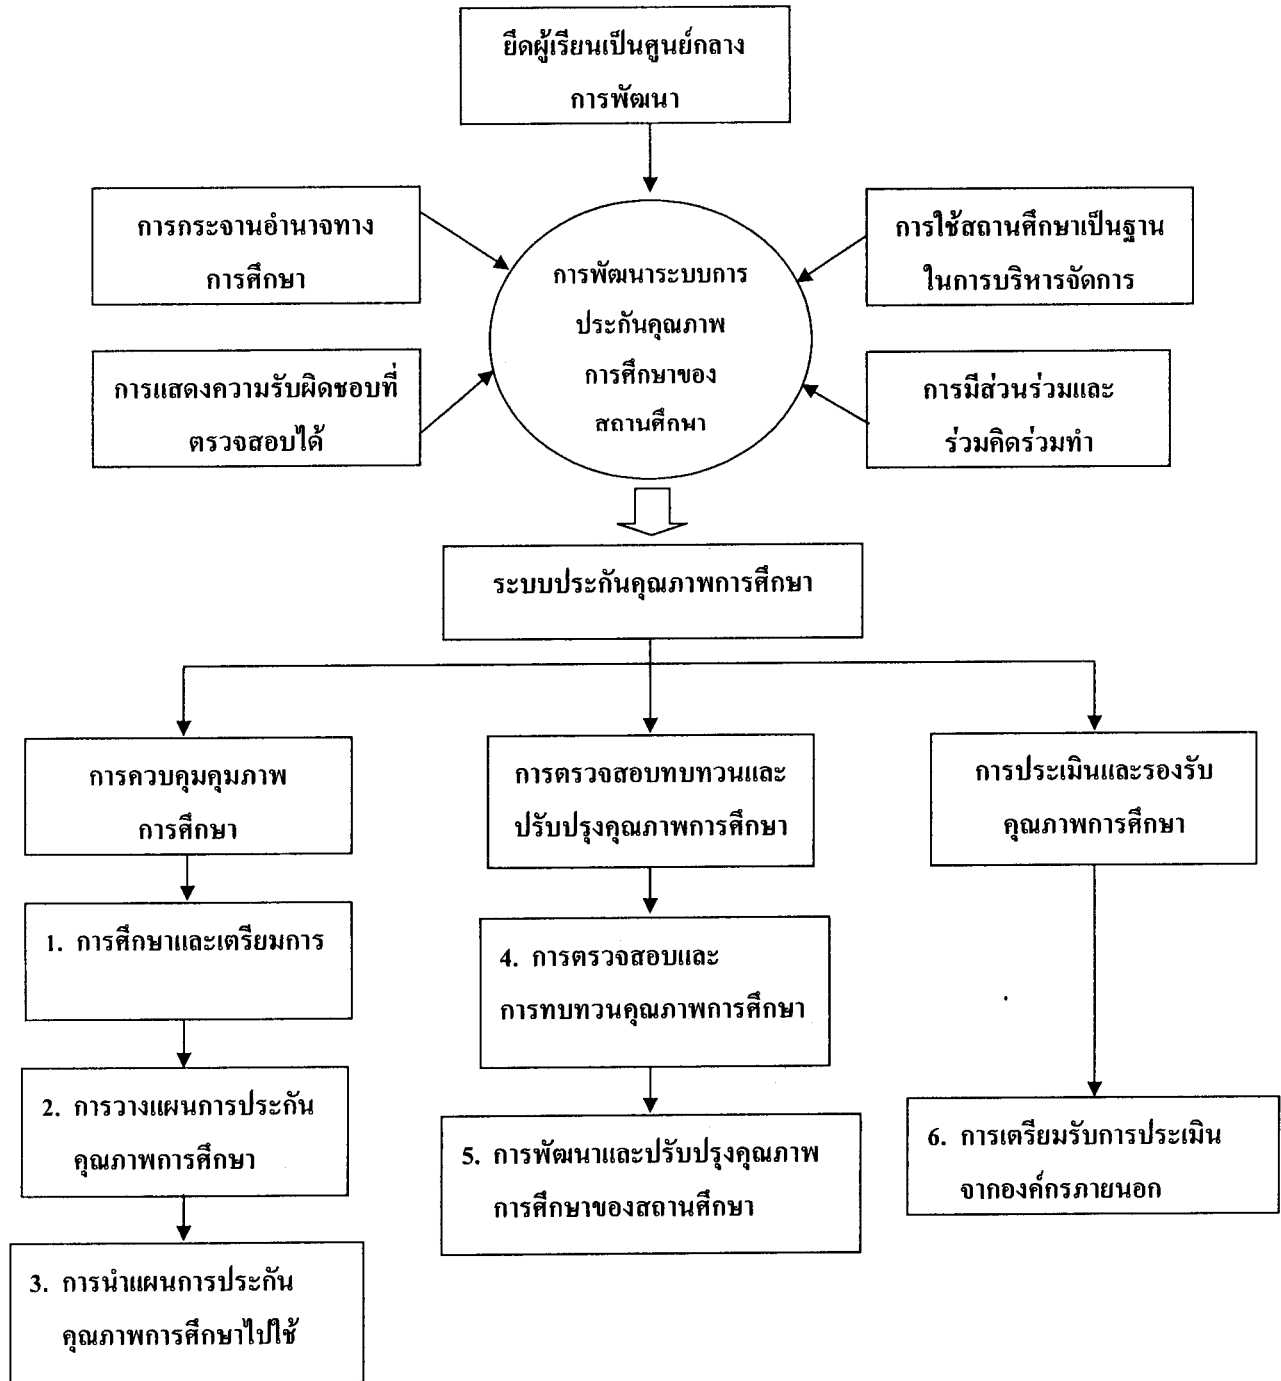 ยึดผู้เรียนเป็นศูนย์กลาง
การพัฒนา
การกระจานอำนาจทาง
การศึกษา
การใช้สถานศึกษาเป็นฐาน
ในการบริหารจัดการ
การพัฒนาระบบการ
ประกันคุณภาพ
การศึกษาของ
สถานศึกษา
การแสดงความรับผิดชอบที่
ตรวจสอบได้
การมีส่วนร่วมและ
ร่วมคิดร่วมทำ
ระบบประกันคุณภาพการศึกษา
การควบคุมคุมภาพ
การศึกษา
การตรวจสอบทบทวนและ
ปรับปรุงคุณภาพการศึกษา
การประเมินและรองรับ
คุณภาพการศึกษา
1. การศึกษาและเตรียมการ
2. การวางแผนการประกัน
คุณภาพการศึกษา
3. การนำแผนการประกัน
คุณภาพการศึกษาไปใช้
4. การตรวจสอบและ
การทบทวนคุณภาพการศึกษา
5. การพัฒนาและปรับปรุงคุณภาพ
การศึกษาของสถานศึกษา
6. การเตรียมรับการประเมิน
จากองค์กรภายนอก